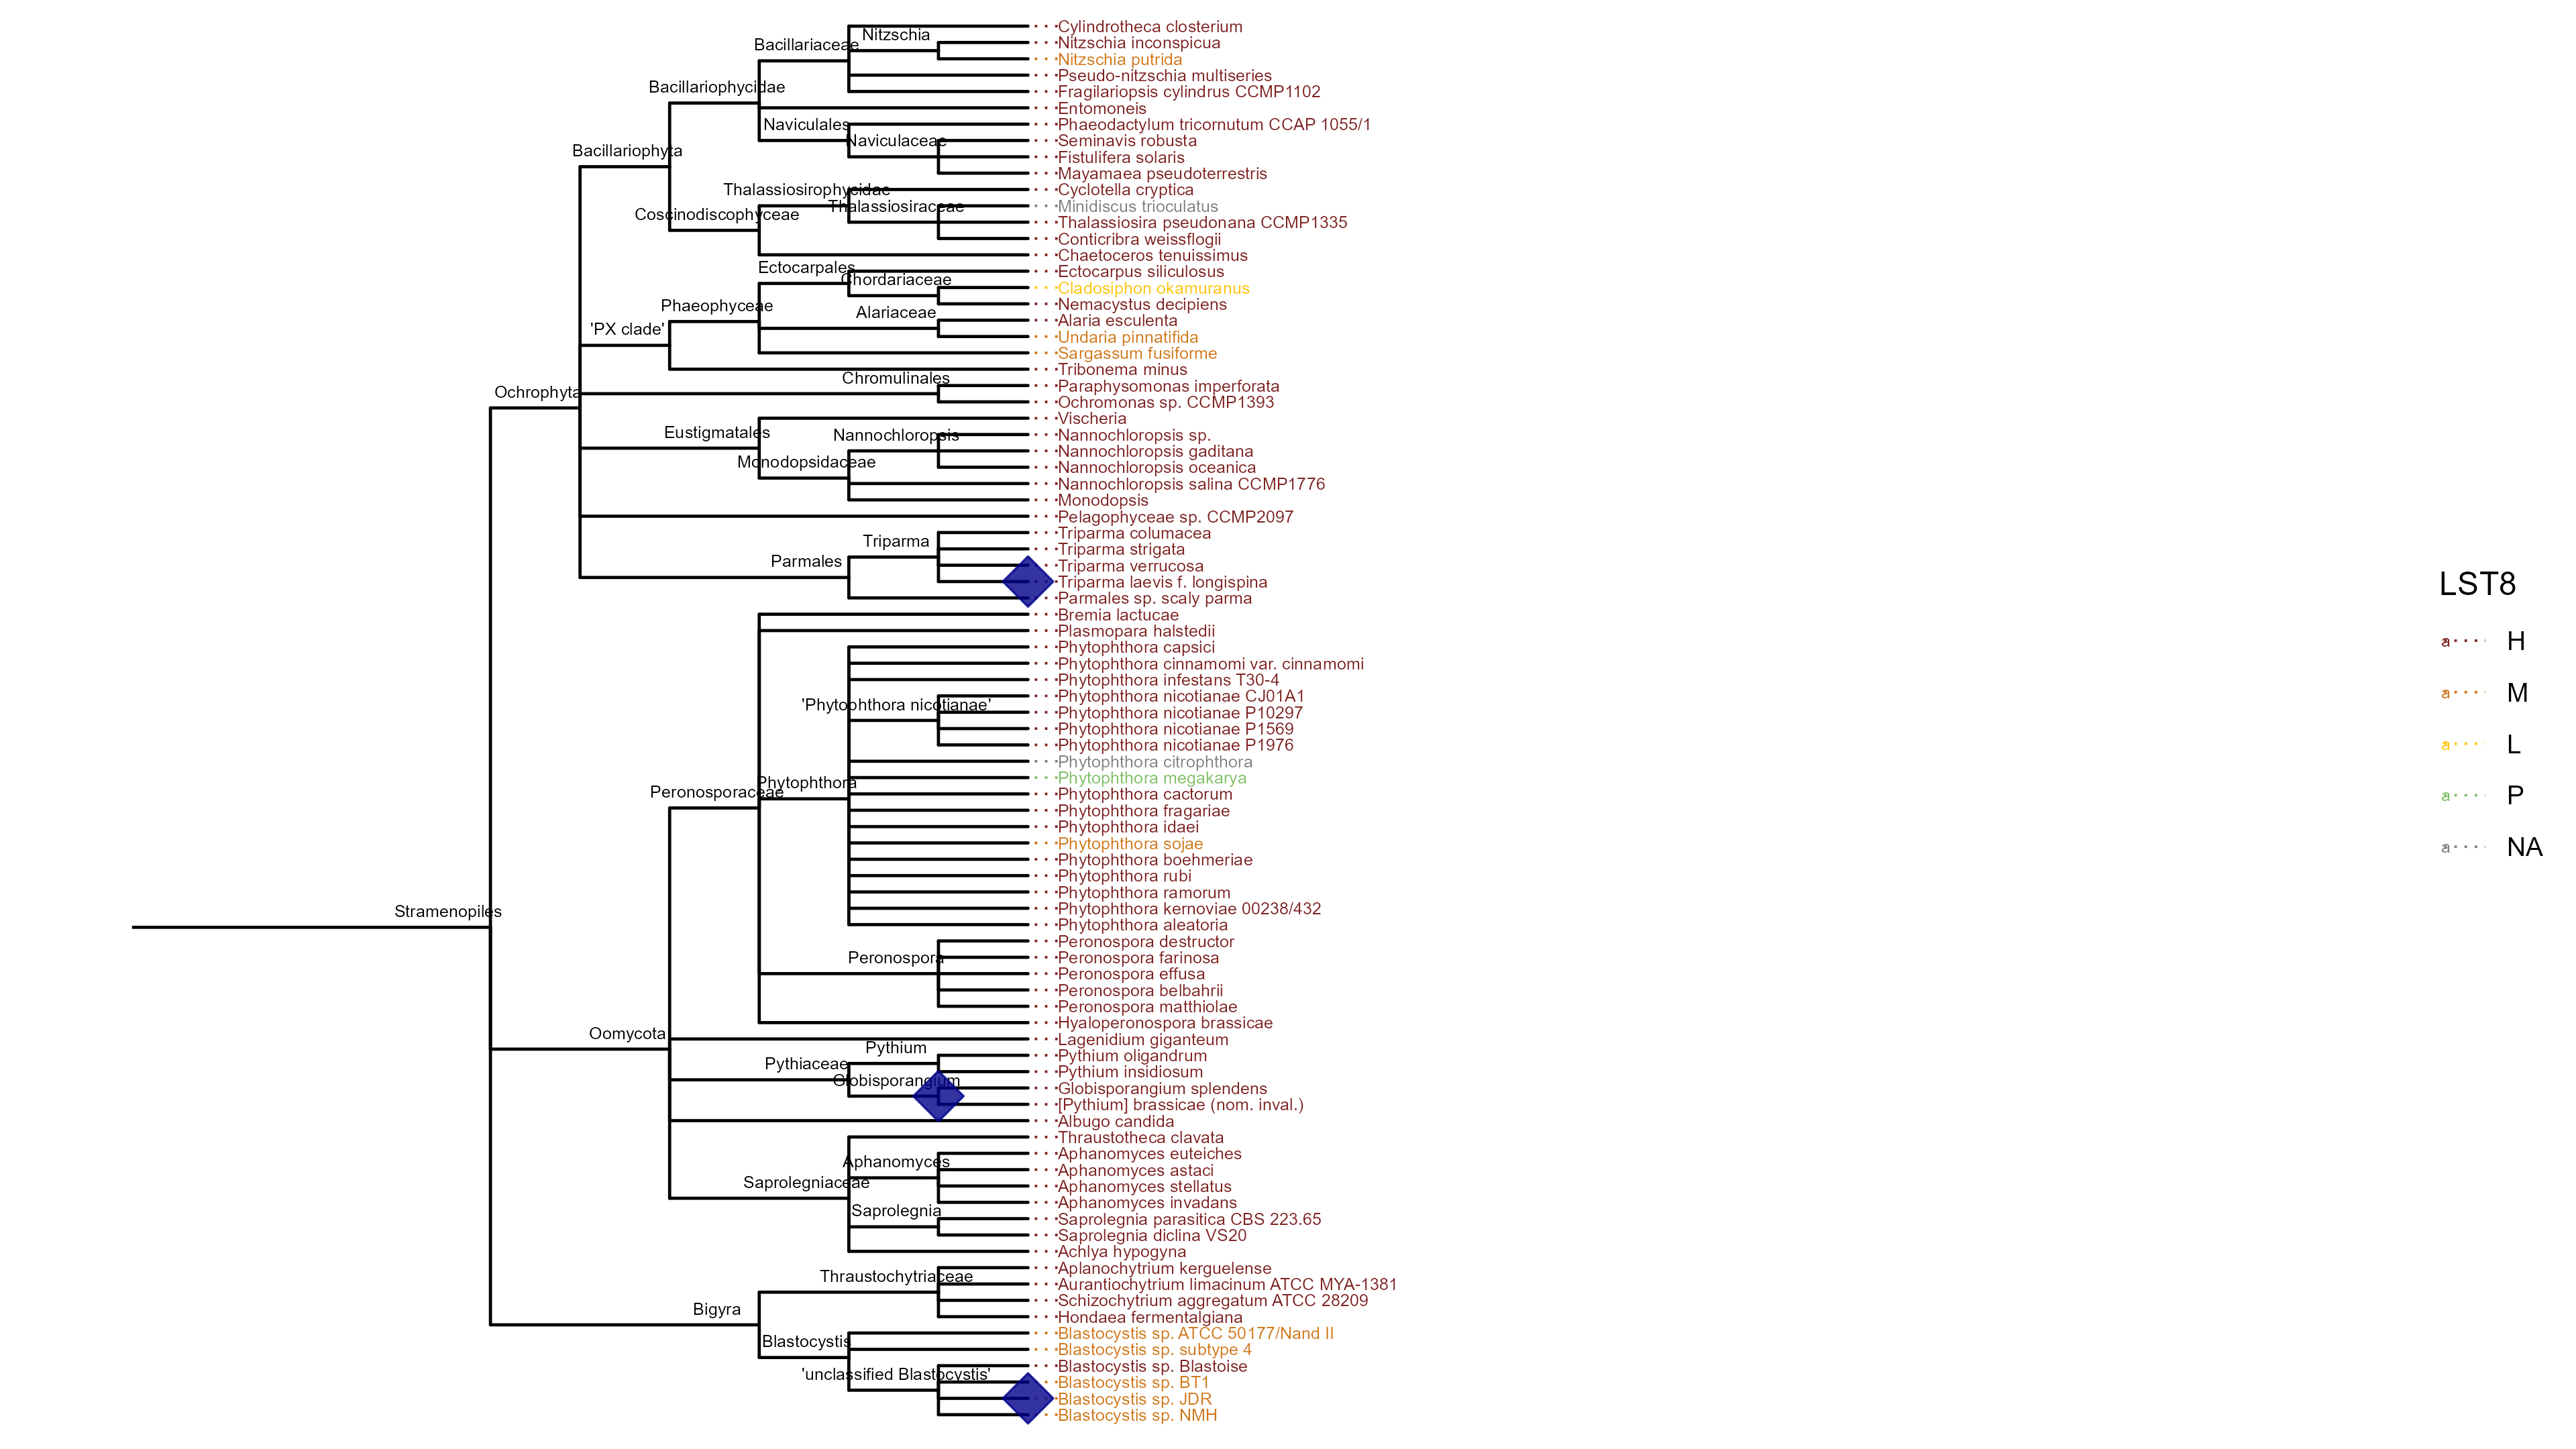 Cylindrotheca closterium
Nitzschia
Nitzschia inconspicua
Bacillariaceae
Nitzschia putrida
Pseudo-nitzschia multiseries
Bacillariophycidae
Fragilariopsis cylindrus CCMP1102
Entomoneis
Naviculales
Phaeodactylum tricornutum CCAP 1055/1
Naviculaceae
Seminavis robusta
Bacillariophyta
Fistulifera solaris
Mayamaea pseudoterrestris
Thalassiosirophycidae
Cyclotella cryptica
Thalassiosiraceae
Minidiscus trioculatus
Coscinodiscophyceae
Thalassiosira pseudonana CCMP1335
Conticribra weissflogii
Chaetoceros tenuissimus
Ectocarpales
Ectocarpus siliculosus
Chordariaceae
Cladosiphon okamuranus
Phaeophyceae
Nemacystus decipiens
Alariaceae
Alaria esculenta
'PX clade'
Undaria pinnatifida
Sargassum fusiforme
Tribonema minus
Chromulinales
Paraphysomonas imperforata
Ochrophyta
Ochromonas sp. CCMP1393
Vischeria
Eustigmatales
Nannochloropsis
Nannochloropsis sp.
Nannochloropsis gaditana
Monodopsidaceae
Nannochloropsis oceanica
Nannochloropsis salina CCMP1776
Monodopsis
Pelagophyceae sp. CCMP2097
Triparma columacea
Triparma
Triparma strigata
Parmales
Triparma verrucosa
Triparma laevis f. longispina
Parmales sp. scaly parma
Bremia lactucae
Plasmopara halstedii
Phytophthora capsici
Phytophthora cinnamomi var. cinnamomi
Phytophthora infestans T30-4
Phytophthora nicotianae CJ01A1
'Phytophthora nicotianae'
Phytophthora nicotianae P10297
Phytophthora nicotianae P1569
Phytophthora nicotianae P1976
Phytophthora citrophthora
Phytophthora
Phytophthora megakarya
Peronosporaceae
Phytophthora cactorum
Phytophthora fragariae
Phytophthora idaei
Phytophthora sojae
Phytophthora boehmeriae
Phytophthora rubi
Phytophthora ramorum
Stramenopiles
Phytophthora kernoviae 00238/432
Phytophthora aleatoria
Peronospora destructor
Peronospora
Peronospora farinosa
Peronospora effusa
Peronospora belbahrii
Peronospora matthiolae
Hyaloperonospora brassicae
Oomycota
Lagenidium giganteum
Pythium
Pythium oligandrum
Pythiaceae
Pythium insidiosum
Globisporangium
Globisporangium splendens
[Pythium] brassicae (nom. inval.)
Albugo candida
Thraustotheca clavata
Aphanomyces
Aphanomyces euteiches
Aphanomyces astaci
Saprolegniaceae
Aphanomyces stellatus
Aphanomyces invadans
Saprolegnia
Saprolegnia parasitica CBS 223.65
Saprolegnia diclina VS20
Achlya hypogyna
Thraustochytriaceae
Aplanochytrium kerguelense
Aurantiochytrium limacinum ATCC MYA-1381
Bigyra
Schizochytrium aggregatum ATCC 28209
Hondaea fermentalgiana
Blastocystis
Blastocystis sp. ATCC 50177/Nand II
Blastocystis sp. subtype 4
'unclassified Blastocystis'
Blastocystis sp. Blastoise
Blastocystis sp. BT1
Blastocystis sp. JDR
Blastocystis sp. NMH
LST8
a H
a M
a L
a P
a NA